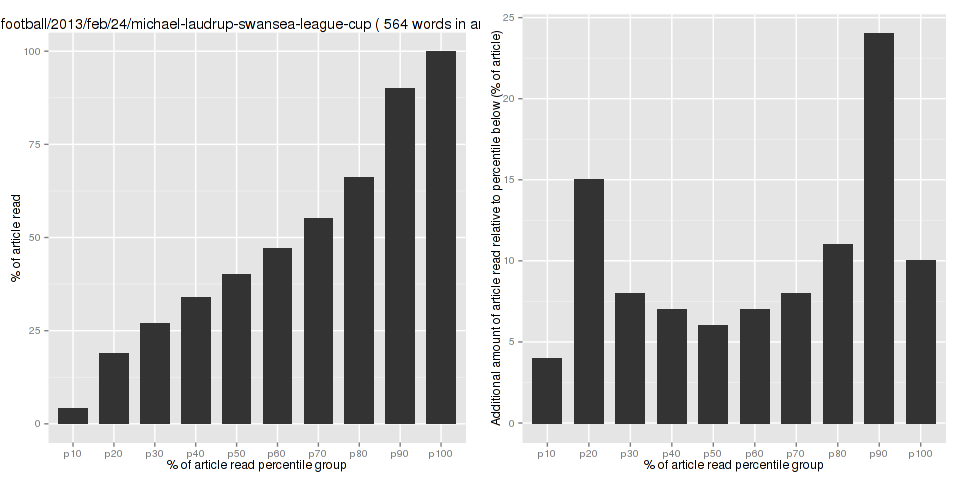 football/2013/feb/24/michael-laudrup-swansea-league-cup ( 564 words in ar
% of article read
100
75
50
25
0
p10 p20 p30 p40 p50 p60 p70 p80 p90 p100
% of article read percentile group
Additional amount of article read relative to percentile below (% of article)
25
20
15
10
5
0
p10 p20 p30 p40 p50 p60 p70 p80 p90 p100
% of article read percentile group